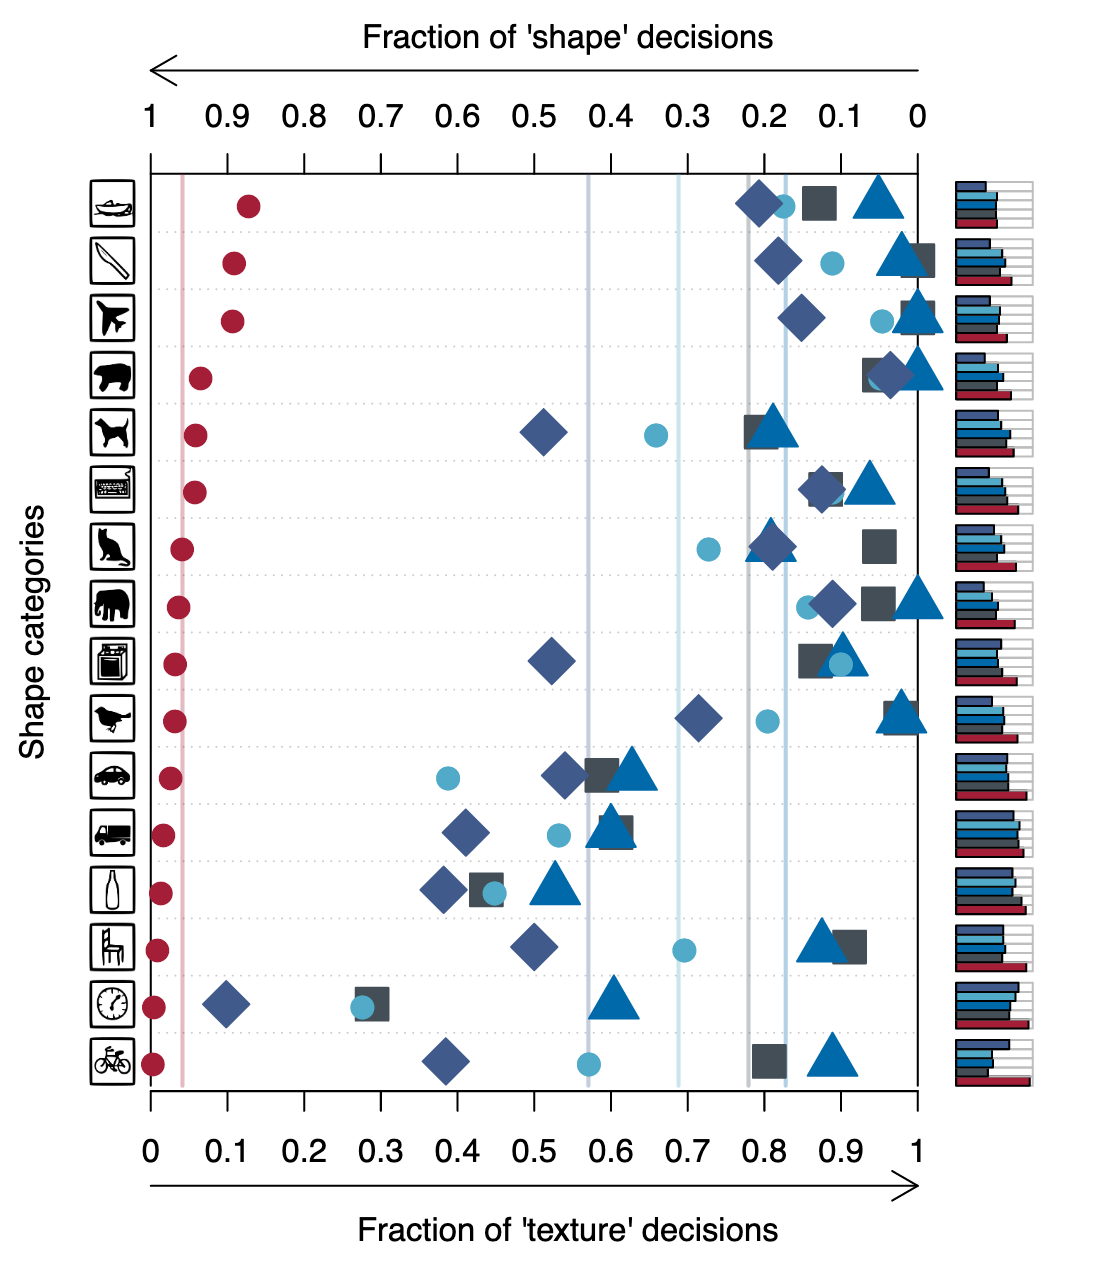 Fraction of 'shape' decisions
1 0.9 0.8 0.7 0.6 0.5 0.4 0.3 0.2 0.1 0
Shape categories
0 0.1 0.2 0.3 0.4 0.5 0.6 0.7 0.8 0.9 1
Fraction of 'texture' decisions